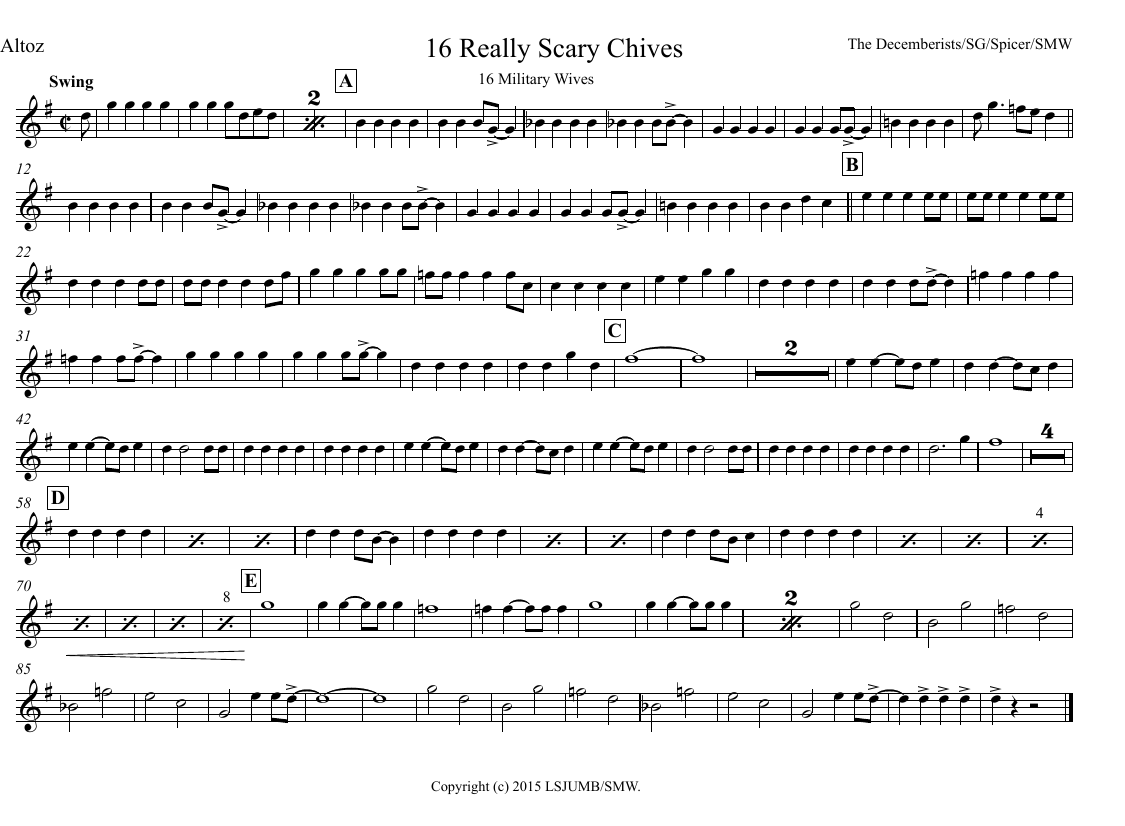 Altoz
16 Really Scary Chives
The Decemberists/SG/Spicer/SMW
16 Military Wives
Swing
2
A
12
B
22
31
C
2
42
4
58
D
4
70
8
E
2
85
Copyright (c) 2015 LSJUMB/SMW.